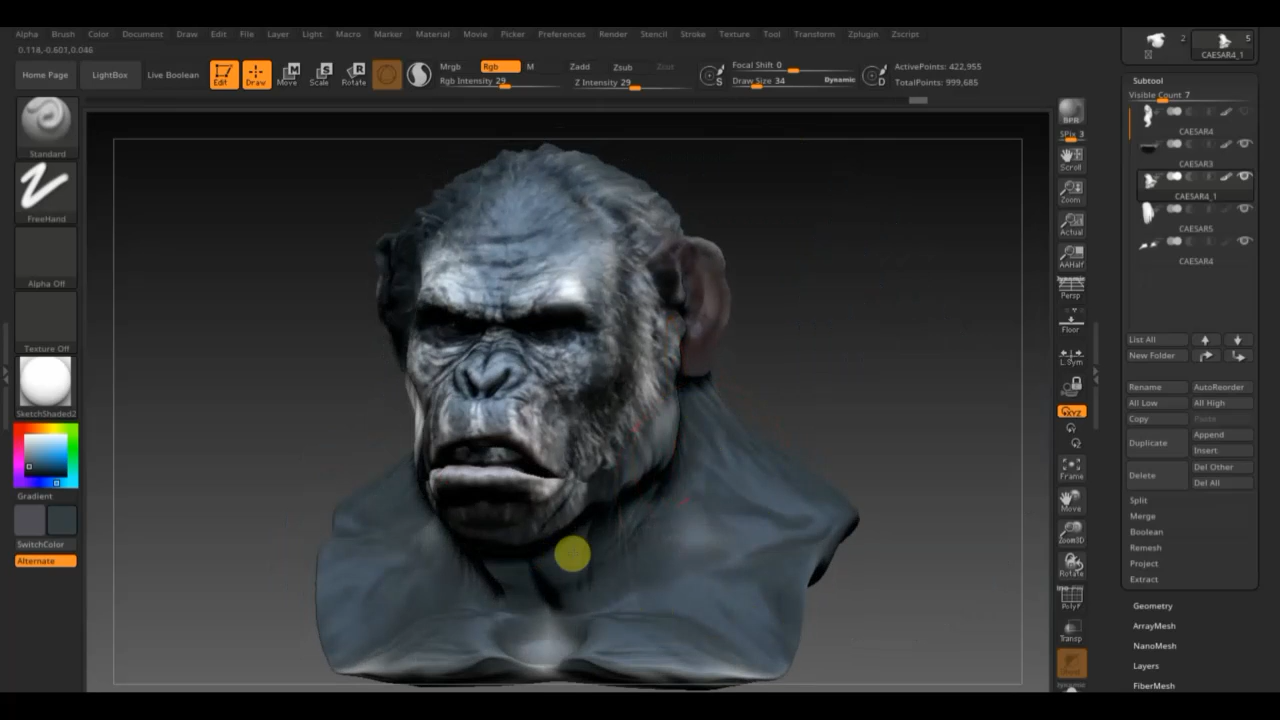 Alpha Brush Color Document Draw Edit File Layer Light Macro Marker Material Movie Picker Preferences Render Stencil Stroke Texture Tool Transform Zplugin Zscript
0.118,-0.601,0.046
Home Page
LightBox
Live Boolean
Edit
Draw
Move
Scale
Rotate
Mrgb
Rgb
M
Rgb Intensity 29
Zadd
Zsub
Zcut
Z Intensity 29
S
Focal Shift 0
Draw Size 34
Dynamic
D
ActivePoints: 422,955
TotalPoints: 999,685
2
5
CAESAR4_1
Subtool
Visible Count 7
CAESAR4
CAESAR3
CAESAR4_1
CAESAR5
CAESAR4
List All
New Folder
Rename
AutoReorder
All Low
All High
Copy
Paste
Duplicate
Append
Insert
Delete
Del Other
Del All
Split
Merge
Boolean
Remesh
Project
Extract
Geometry
ArrayMesh
NanoMesh
Layers
FiberMesh
Standard
FreeHand
Alpha Off
Texture Off
SketchShaded2
Gradient
SwitchColor
Alternate
BPR
SPix 3
Scroll
Zoom
Actual
AAHalf
Dynamic
Persp
Floor
L.Sym
XYZ
Frame
Move
Zoom3D
Rotate
PolyF
Transp